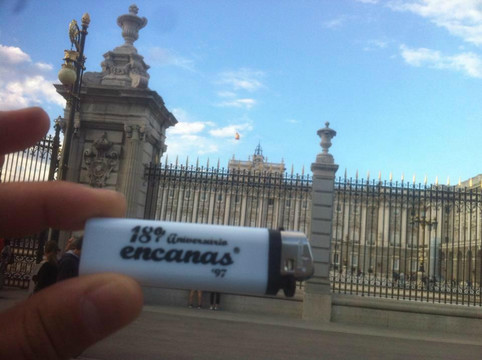 18º Aniversario
encanas
'97